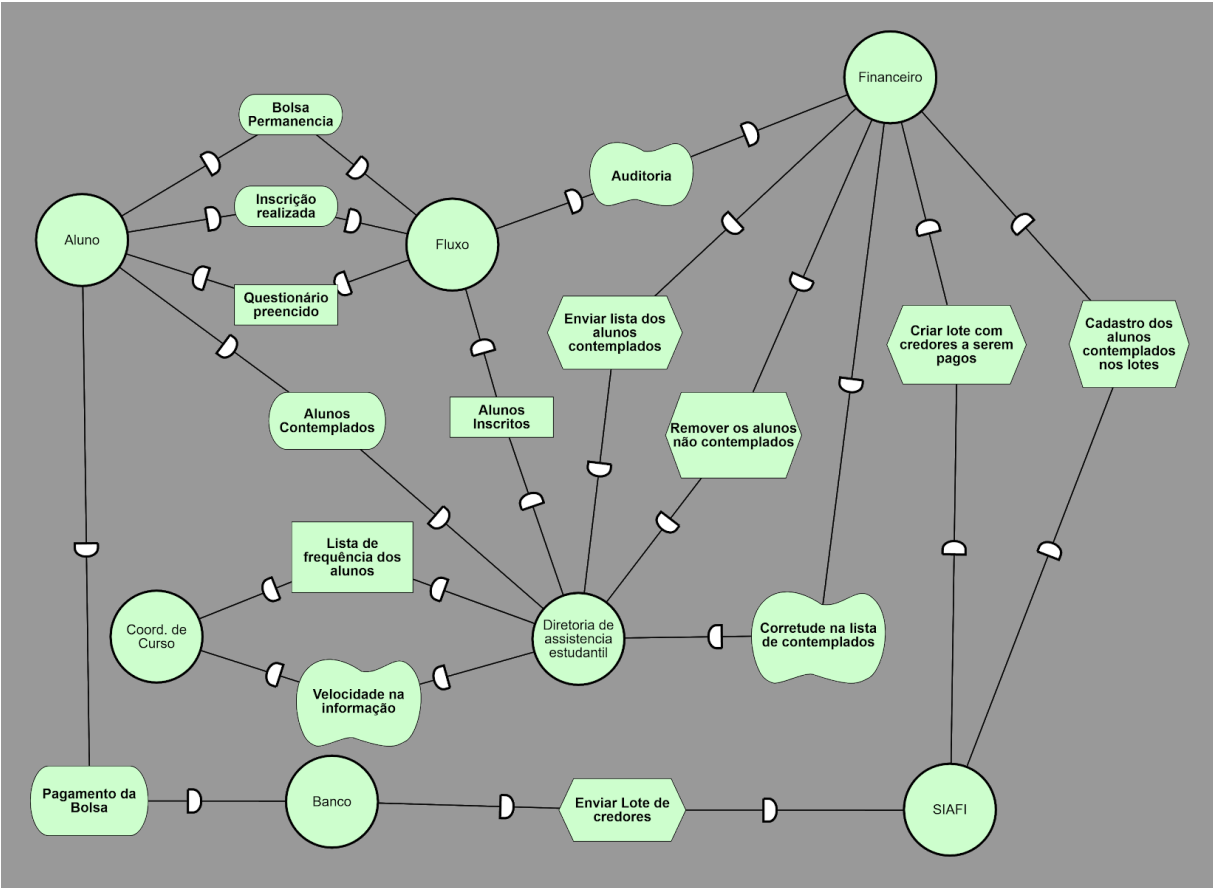 Financeiro
Bolsa
Permanencia
Auditoria
Inscrição
realizada
Aluno
Fluxo
Questionário
preencido
Enviar lista dos
alunos
contemplados
Criar lote com
credores a serem
pagos
Cadastro dos
alunos
contemplados
nos lotes
Alunos
Contemplados
Alunos
Inscritos
Remover os alunos
não contemplados
Lista de
frequência dos
alunos
Coord. de
Curso
Diretoria de
assistencia
estudantil
Corretude na lista
de contemplados
Velocidade na
informação
Pagamento da
Bolsa
Banco
Enviar Lote de
credores
SIAFI